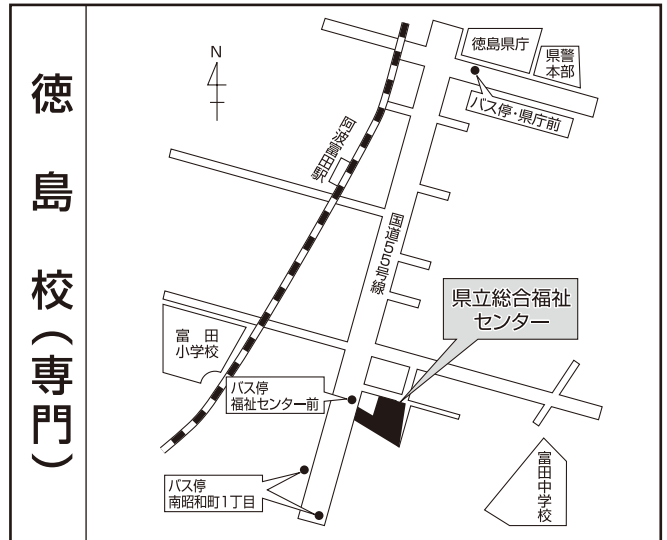 徳島校(専門)
N
徳島県庁
県警
本部
バス停・県庁前
阿波富田駅
国道55号線
県立総合福祉
センター
富田
小学校
バス停
福祉センター前
バス停
南昭和町1丁目
富田中学校